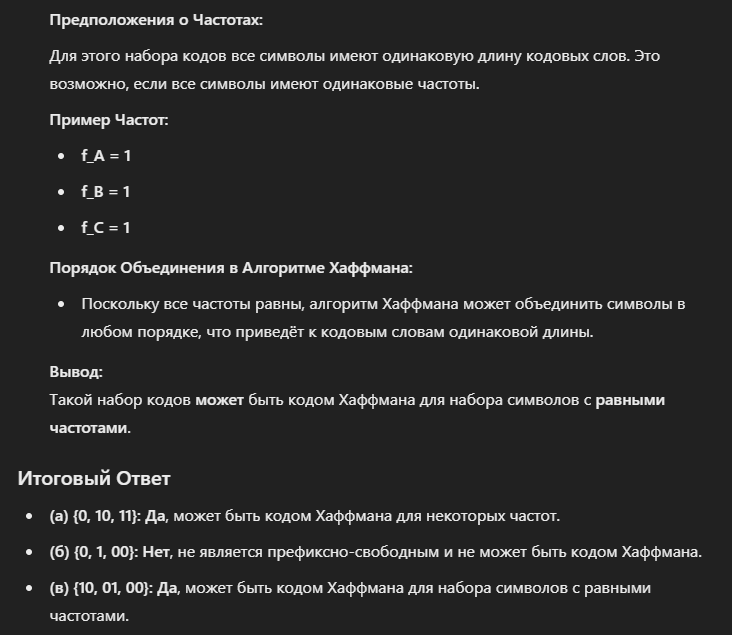 Предположения о Частотах:
Для этого набора кодов все символы имеют одинаковую длину кодовых слов. Это
возможно, если все символы имеют одинаковые частоты.
Пример Частот:
• f_A = 1
• f_B = 1
• f_C = 1
Порядок Объединения в Алгоритме Хаффмана:
• Поскольку все частоты равны, алгоритм Хаффмана может объединить символы в
любом порядке, что приведёт к кодовым словам одинаковой длины.
Вывод:
Такой набор кодов может быть кодом Хаффмана для набора символов с равными
частотами.
Итоговый Ответ
• (а) {0, 10, 11}: Да, может быть кодом Хаффмана для некоторых частот.
• (б) {0, 1, 00}: Нет, не является префиксно-свободным и не может быть кодом Хаффмана.
• (в) {10, 01, 00}: Да, может быть кодом Хаффмана для набора символов с равными
частотами.